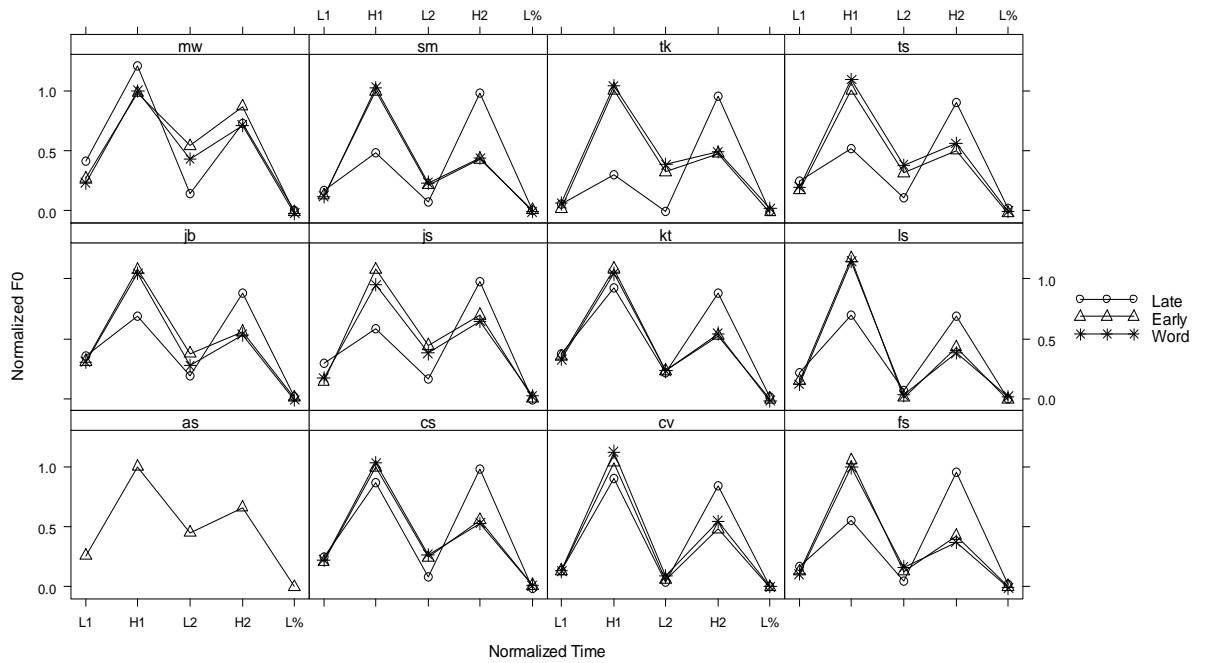 L1 H1 L2 H2 L% L1 H1 L2 H2 L%
mw sm tk ts
1.0
0.5
0.0
jb js kt ls
1.0
0.5
0.0
as cs cv fs
1.0
0.5
0.0
L1 H1 L2 H2 L% L1 H1 L2 H2 L%
Normalized Time
Normalized F0
Late
Early
Word